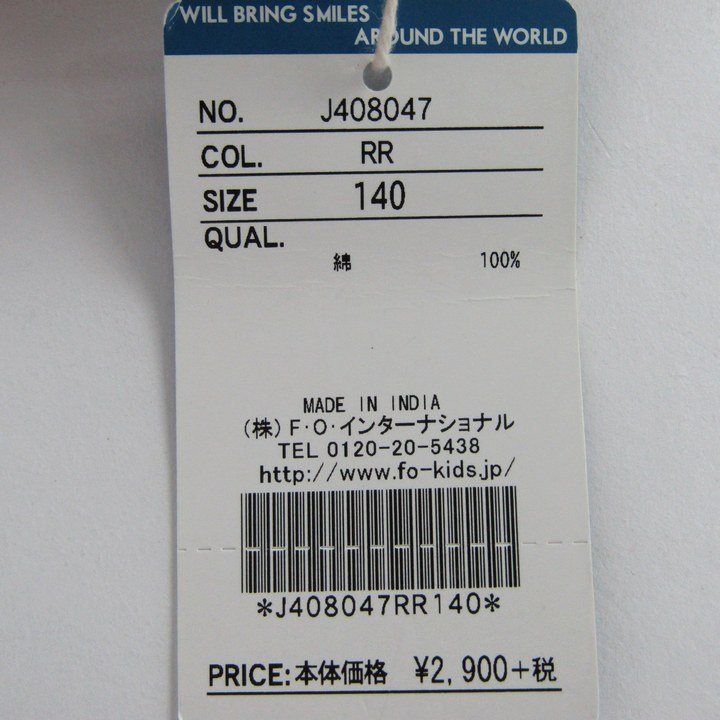 WILL BRING SMILES
AROUND THE WORLD
NO. J408047
COL. RR
SIZE 140
QUAL.
綿 100%
MADE IN INDIA
(株)F・O・インターナショナル
TEL 0120-20-5438
http://www.fo-kids.jp/
*J408047RR140*
PRICE:本体価格 ¥2,900+税